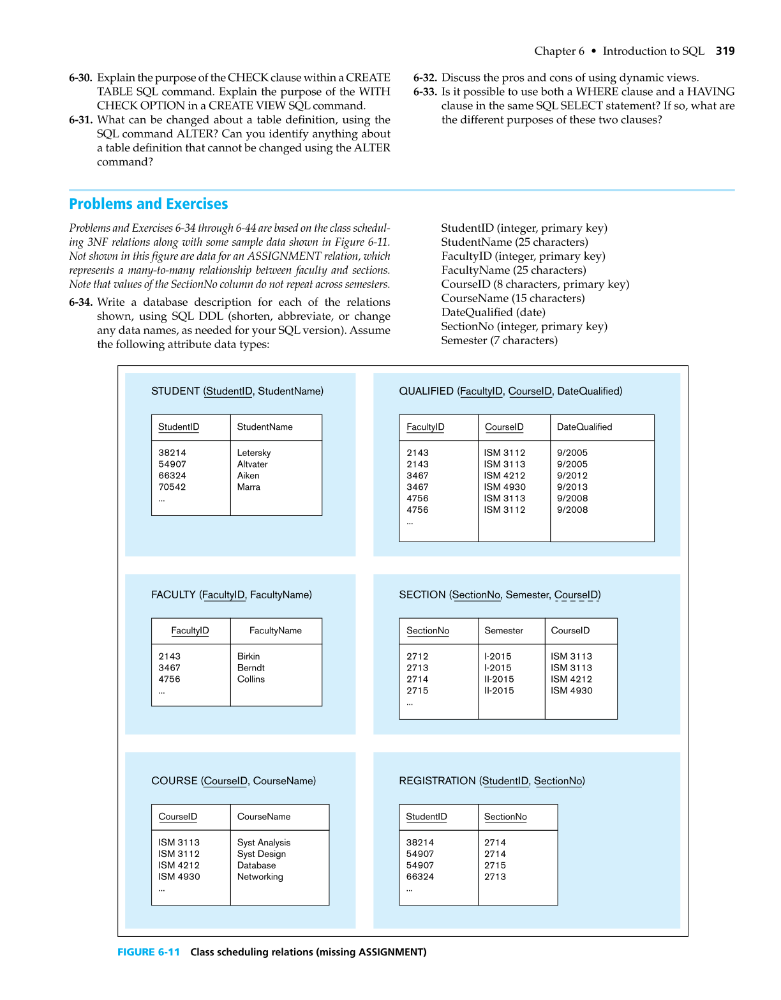 Chapter 6 • Introduction to SQL 319
6-30. Explain the purpose of the CHECK clause within a CREATE
TABLE SQL command. Explain the purpose of the WITH
CHECK OPTION in a CREATE VIEW SQL command.
6-31. What can be changed about a table definition, using the
SQL command ALTER? Can you identify anything about
a table definition that cannot be changed using the ALTER
command?
6-32. Discuss the pros and cons of using dynamic views.
6-33. Is it possible to use both a WHERE clause and a HAVING
clause in the same SQL SELECT statement? If so, what are
the different purposes of these two clauses?
Problems and Exercises
Problems and Exercises 6-34 through 6-44 are based on the class schedul-
ing 3NF relations along with some sample data shown in Figure 6-11.
Not shown in this figure are data for an ASSIGNMENT relation, which
represents a many-to-many relationship between faculty and sections.
Note that values of the SectionNo column do not repeat across semesters.
6-34. Write a database description for each of the relations
shown, using SQL DDL (shorten, abbreviate, or change
any data names, as needed for your SQL version). Assume
the following attribute data types:
StudentID (integer, primary key)
StudentName (25 characters)
FacultyID (integer, primary key)
FacultyName (25 characters)
CourseID (8 characters, primary key)
CourseName (15 characters)
DateQualified (date)
SectionNo (integer, primary key)
Semester (7 characters)
STUDENT (StudentID, StudentName)
StudentID StudentName
38214 Letersky
54907 Altvater
66324 Aiken
70542 Marra
...
QUALIFIED (FacultyID, CourseID, DateQualified)
FacultyID CourseID DateQualified
2143 ISM 3112 9/2005
2143 ISM 3113 9/2005
3467 ISM 4212 9/2012
3467 ISM 4930 9/2013
4756 ISM 3113 9/2008
4756 ISM 3112 9/2008
...
FACULTY (FacultyID, FacultyName)
FacultyID FacultyName
2143 Birkin
3467 Berndt
4756 Collins
...
SECTION (SectionNo, Semester, CourseID)
SectionNo Semester CourseID
2712 I-2015 ISM 3113
2713 I-2015 ISM 3113
2714 II-2015 ISM 4212
2715 II-2015 ISM 4930
...
COURSE (CourseID, CourseName)
CourseID CourseName
ISM 3113 Syst Analysis
ISM 3112 Syst Design
ISM 4212 Database
ISM 4930 Networking
...
REGISTRATION (StudentID, SectionNo)
StudentID SectionNo
38214 2714
54907 2714
54907 2715
66324 2713
...
FIGURE 6-11 Class scheduling relations (missing ASSIGNMENT)